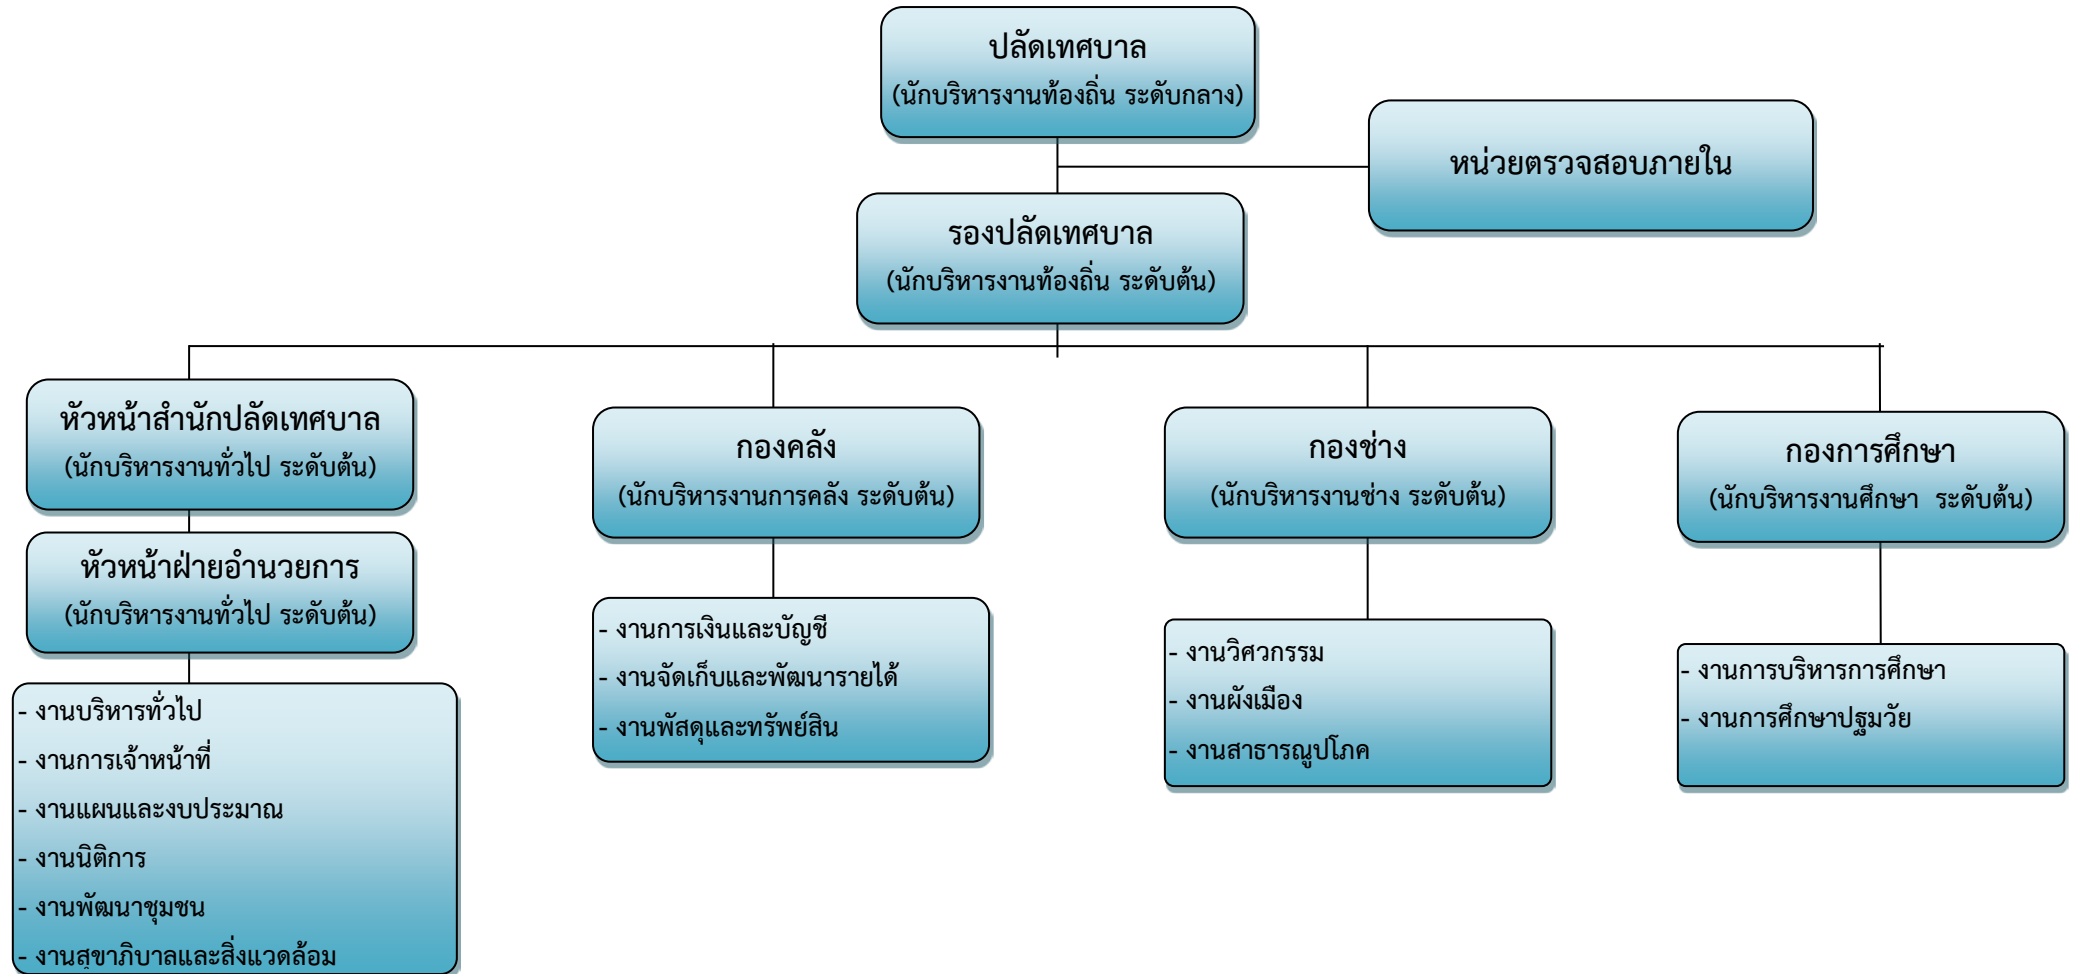 ปลัดเทศบาล
(นักบริหารงานท้องถิ่น ระดับกลาง)
หน่วยตรวจสอบภายใน
รองปลัดเทศบาล
(นักบริหารงานท้องถิ่น ระดับต้น)
หัวหน้าสำนักปลัดเทศบาล
(นักบริหารงานทั่วไป ระดับต้น)
หัวหน้าฝ่ายอำนวยการ
(นักบริหารงานทั่วไป ระดับต้น)
- งานบริหารทั่วไป
- งานการเจ้าหน้าที่
- งานแผนและงบประมาณ
- งานนิติการ
- งานพัฒนาชุมชน
- งานสุขาภิบาลและสิ่งแวดล้อม
กองคลัง
(นักบริหารงานการคลัง ระดับต้น)
- งานการเงินและบัญชี
- งานจัดเก็บและพัฒนารายได้
- งานพัสดุและทรัพย์สิน
กองช่าง
(นักบริหารงานช่าง ระดับต้น)
- งานวิศวกรรม
- งานผังเมือง
- งานสาธารณูปโภค
กองการศึกษา
(นักบริหารงานศึกษา  ระดับต้น)
- งานการบริหารการศึกษา
- งานการศึกษาปฐมวัย